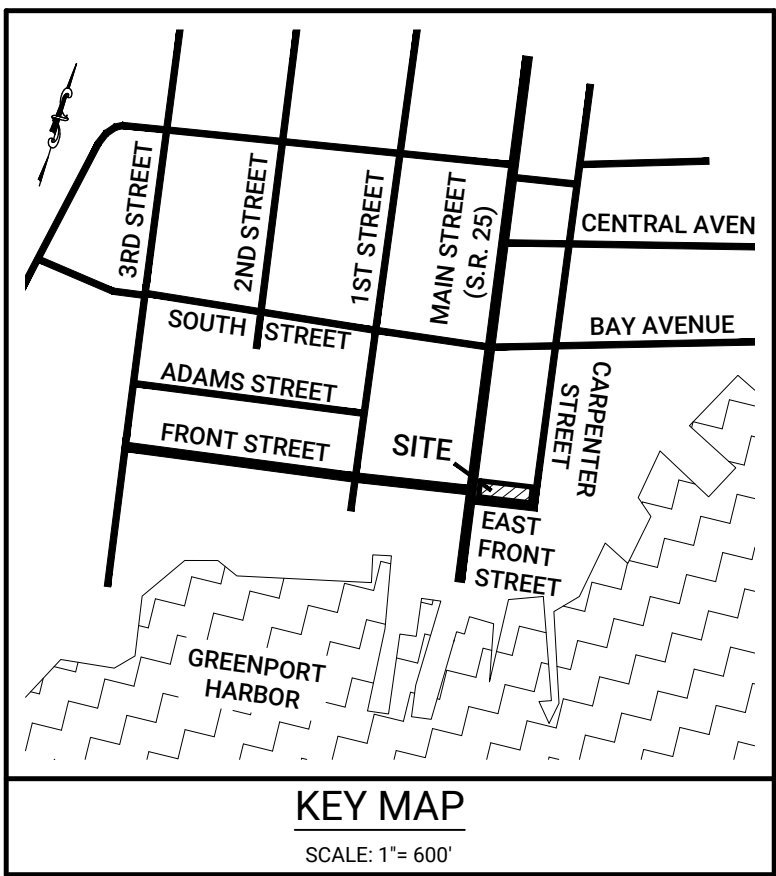 3RD STREET
2ND STREET
1ST STREET
MAIN STREET
(S.R. 25)
CENTRAL AVEN
SOUTH STREET
BAY AVENUE
ADAMS STREET
CARPENTER
STREET
FRONT STREET
SITE
EAST
FRONT
STREET
GREENPORT
HARBOR
KEY MAP
SCALE: 1"= 600'